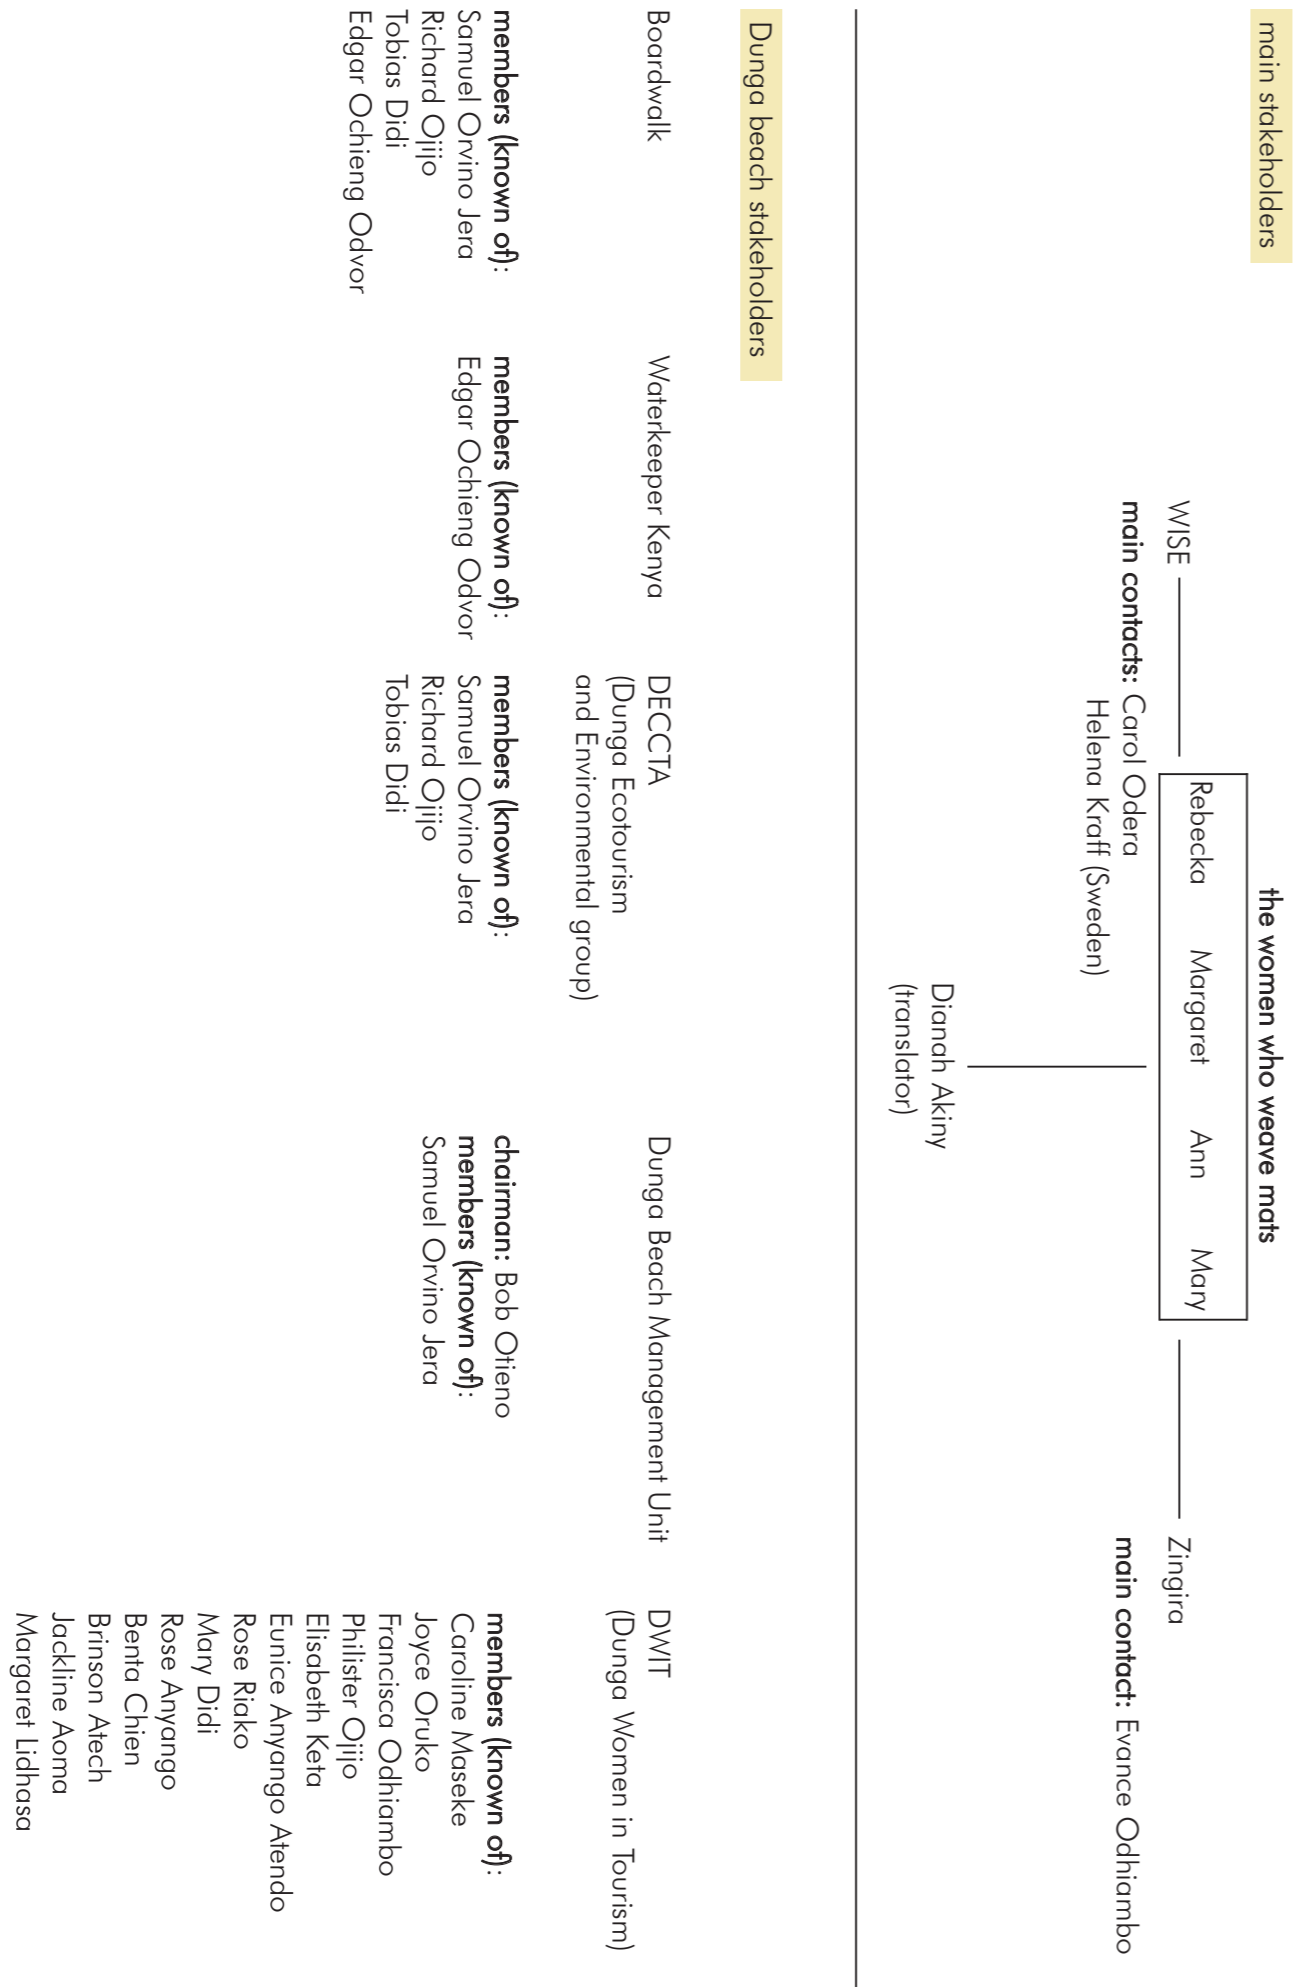 main stakeholders
the women who weave mats
WISE
Rebecka Margaret Ann Mary
Zingira
main contacts: Carol Odera
Helena Kraff (Sweden)
main contact: Evance Odhiambo
Dianah Akiny
(translator)
Dunga beach stakeholders
Boardwalk
members (known of):
Samuel Orvino Jera
Richard Ojijo
Tobias Didi
Edgar Ochieng Odvor
Waterkeeper Kenya
members (known of):
Edgar Ochieng Odvor
DECCTA
(Dunga Ecotourism
and Environmental group)
members (known of):
Samuel Orvino Jera
Richard Ojijo
Tobias Didi
Dunga Beach Management Unit
chairman: Bob Otieno
members (known of):
Samuel Orvino Jera
DWIT
(Dunga Women in Tourism)
members (known of):
Caroline Maseke
Joyce Oruko
Francisca Odhiambo
Philister Ojijo
Elisabeth Keta
Eunice Anyango Atendo
Rose Riako
Mary Didi
Rose Anyango
Benta Chien
Brinson Atech
Jackline Aoma
Margaret Lidhasa